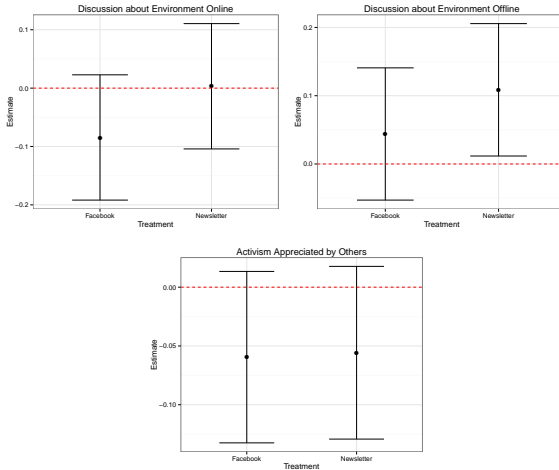 Discussion about Environment Online
Estimate
0.1
0.0
−0.1
−0.2
Facebook
Newsletter
Treatment
Discussion about Environment Offline
Estimate
0.2
0.1
0.0
Facebook
Newsletter
Treatment
Activism Appreciated by Others
Estimate
0.00
−0.05
−0.10
Facebook
Newsletter
Treatment